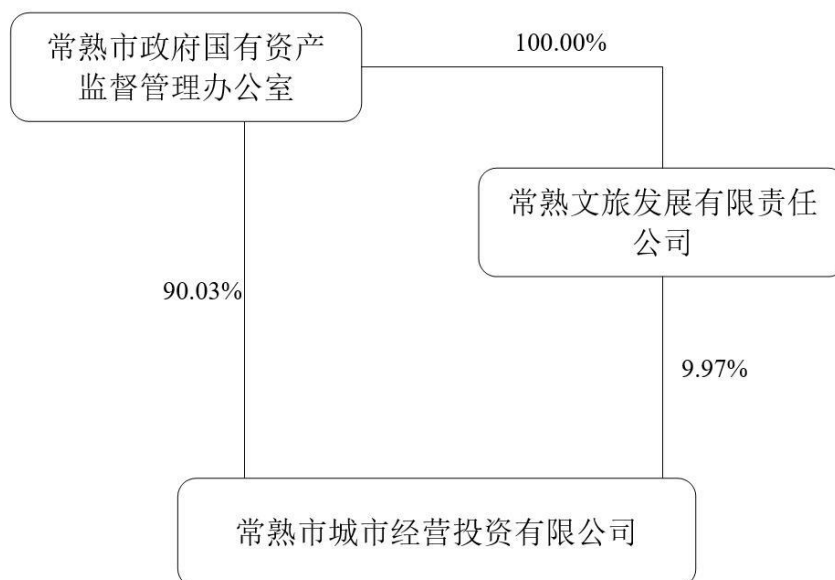 常熟市政府国有资产
监督管理办公室
100.00%
常熟文旅发展有限责任
公司
90.03%
9.97%
常熟市城市经营投资有限公司